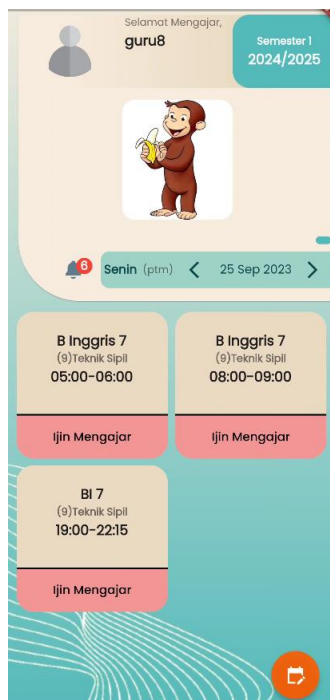 Selamat Mengajar,
guru8
Semester 1
2024/2025
6
Senin (ptm)
25 Sep 2023
B Inggris 7
(9)Teknik Sipil
05:00-06:00
Ijin Mengajar
B Inggris 7
(9)Teknik Sipil
08:00-09:00
Ijin Mengajar
BI 7
(9)Teknik Sipil
19:00-22:15
Ijin Mengajar